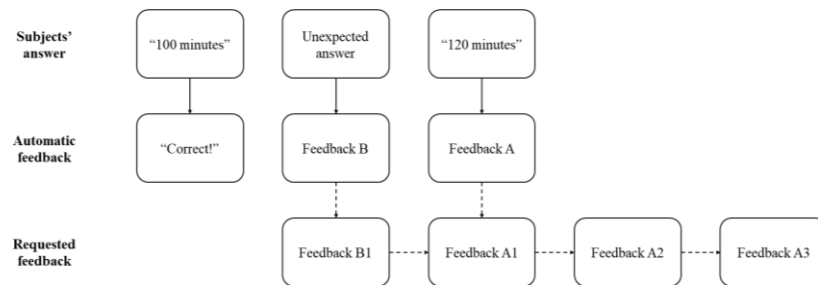 Subjects’
answer
“100 minutes”
Unexpected
answer
“120 minutes”
Automatic
feedback
“Correct!”
Feedback B
Feedback A
Requested
feedback
Feedback B1
Feedback A1
Feedback A2
Feedback A3